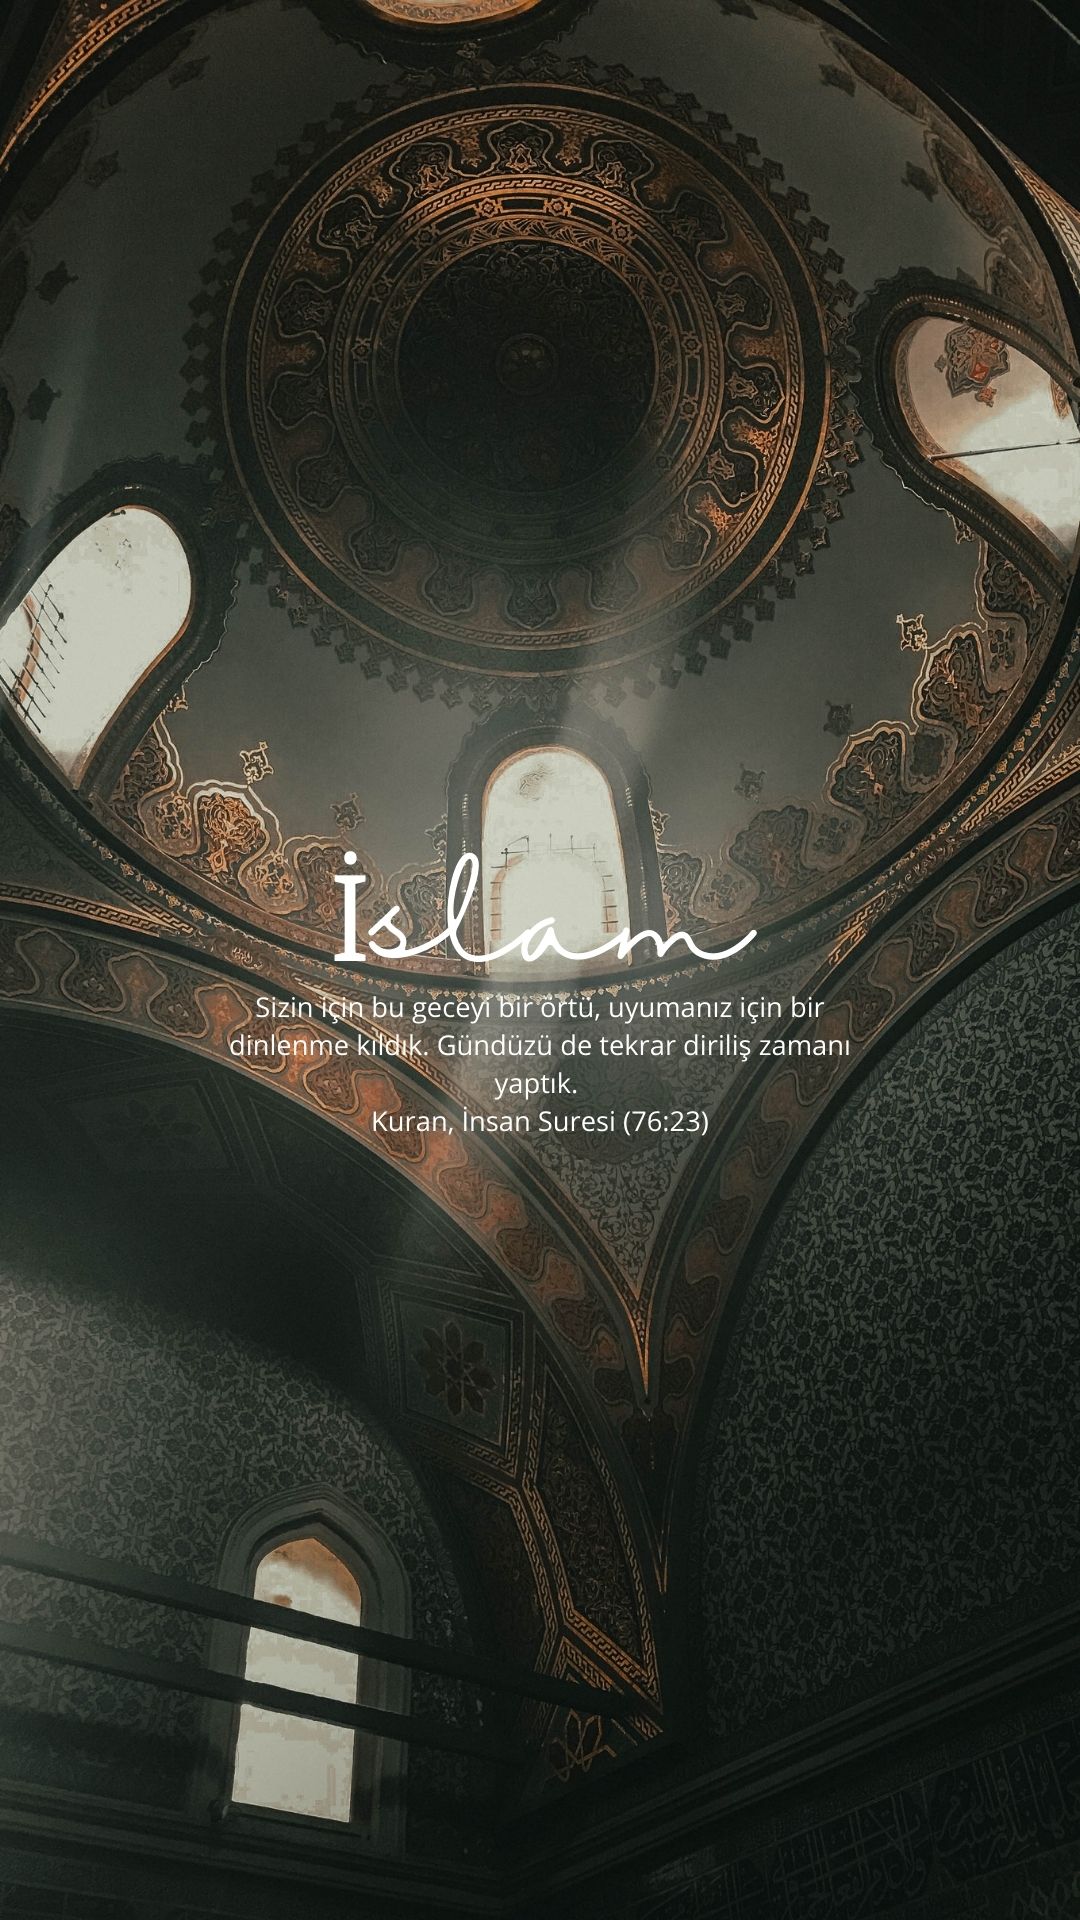 İslam
Sizin için bu geceyi bir örtü, uyumanız için bir
dinlenme kıldık. Gündüzü de tekrar diriliş zamanı
yaptık.
Kuran, İnsan Suresi (76:23)